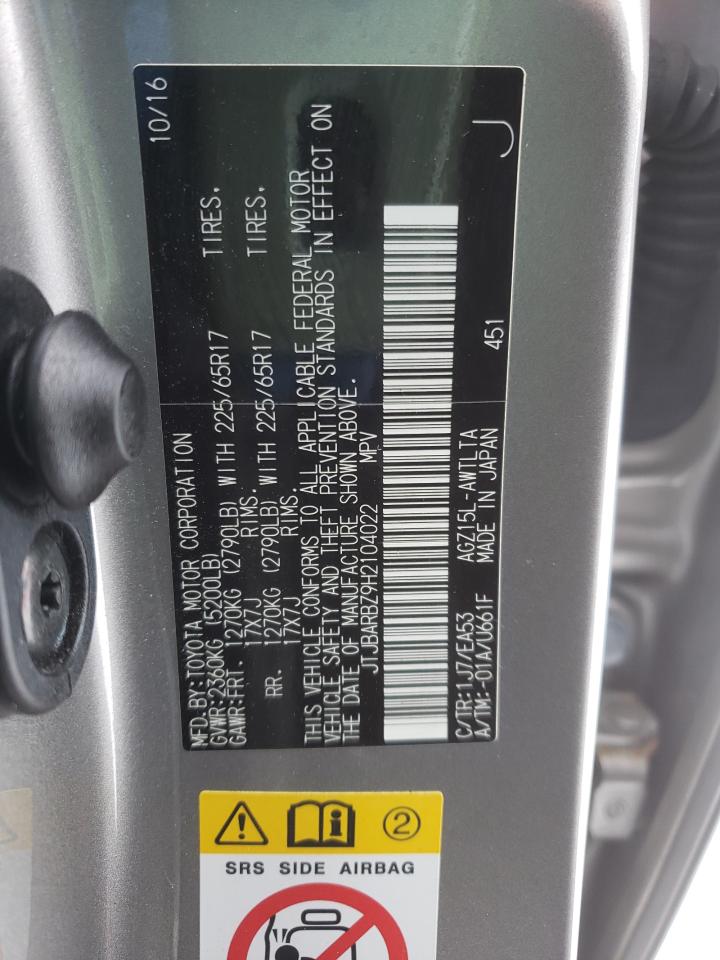 MFD.BY:TOYOTA MOTOR CORPORATION 10/16
GVWR:2360KG (5200LB)
GAWR:FRT. 1270KG (2790LB) WITH 225/65R17 TIRES.
17X7J RIMS.
RR. 1270KG (2790LB) WITH 225/65R17 TIRES.
17X7J RIMS.
THIS VEHICLE CONFORMS TO ALL APPLICABLE FEDERAL MOTOR
VEHICLE SAFETY AND THEFT PREVENTION STANDARDS IN EFFECT ON
THE DATE OF MANUFACTURE SHOWN ABOVE.
JTJBARBZ9H2104022 MPV
C/TR:1J7/EA53 AGZ15L-AWTLTA 451 J
A/TM:-01A/U661F MADE IN JAPAN
2
SRS SIDE AIRBAG